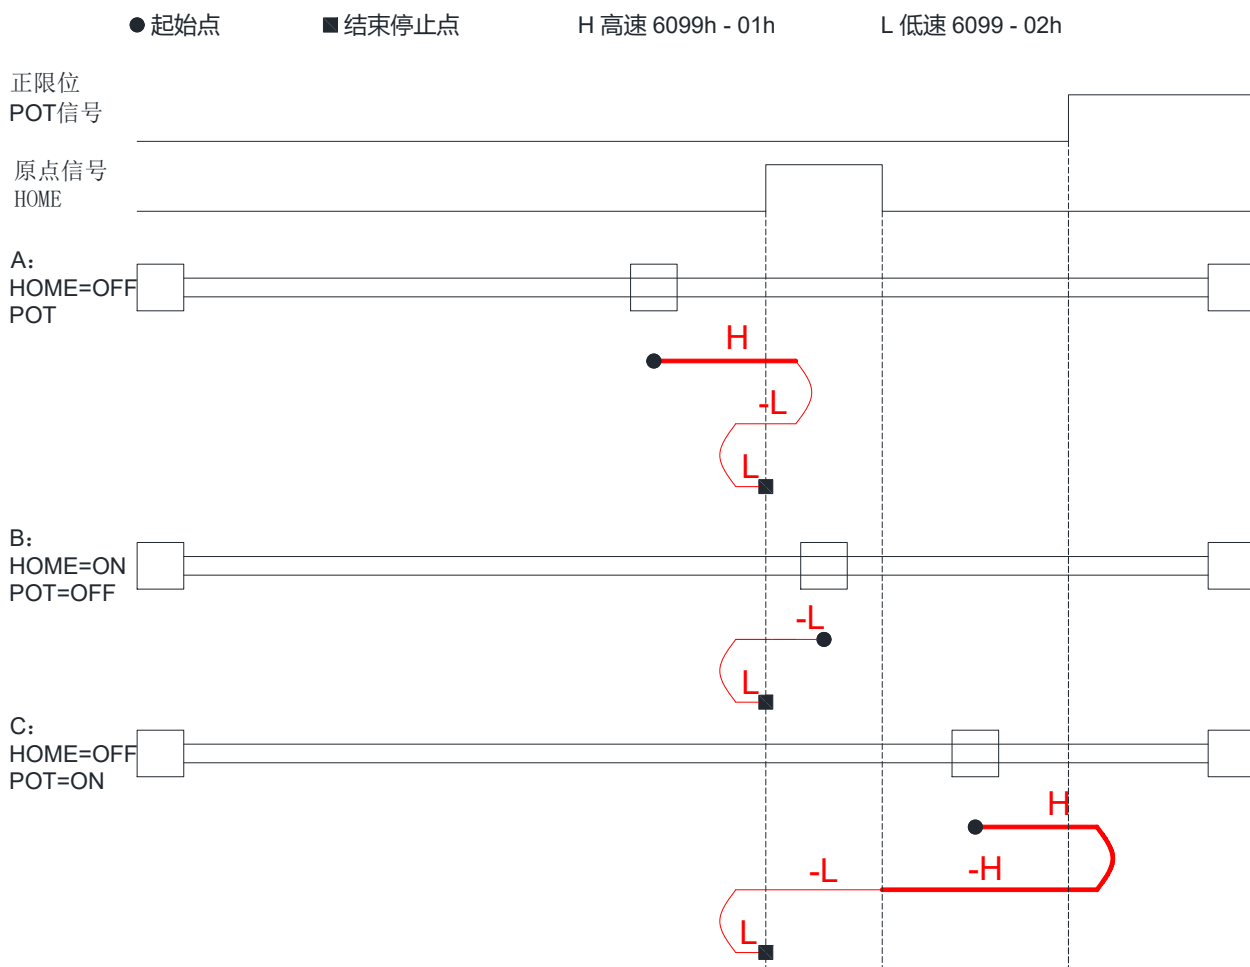 起始点 结束停止点 H 高速 6099h - 01h L 低速 6099 - 02h
正限位
POT信号
原点信号
HOME
A:
HOME=OFF
POT
H
-L
L
B:
HOME=ON
POT=OFF
-L
L
C:
HOME=OFF
POT=ON
H
-L -H
L